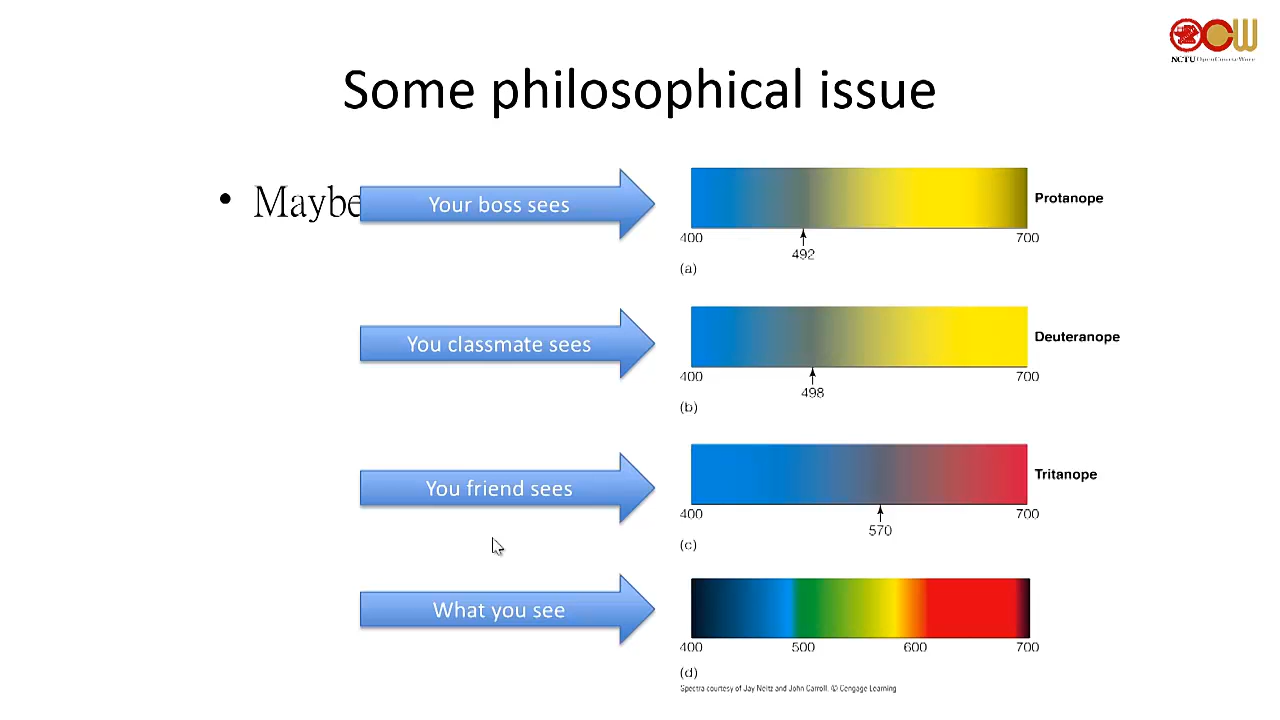 NCTU OpenCourseWare
Some philosophical issue
• Maybe
Your boss sees
Protanope
400 700
492
(a)
You classmate sees
Deuteranope
400 700
498
(b)
You friend sees
Tritanope
400 700
570
(c)
What you see
400 500 600 700
(d)
Spectra courtesy of Jay Neitz and John Carroll. © Cengage Learning